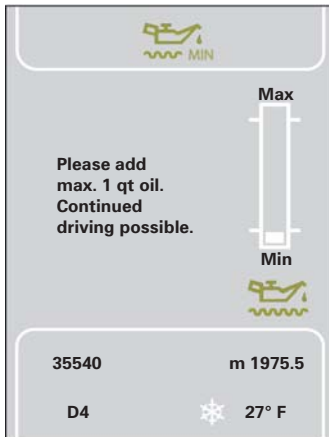 MIN
Max
Please add
max. 1 qt oil.
Continued
driving possible.
Min
35540 m 1975.5
D4 27° F